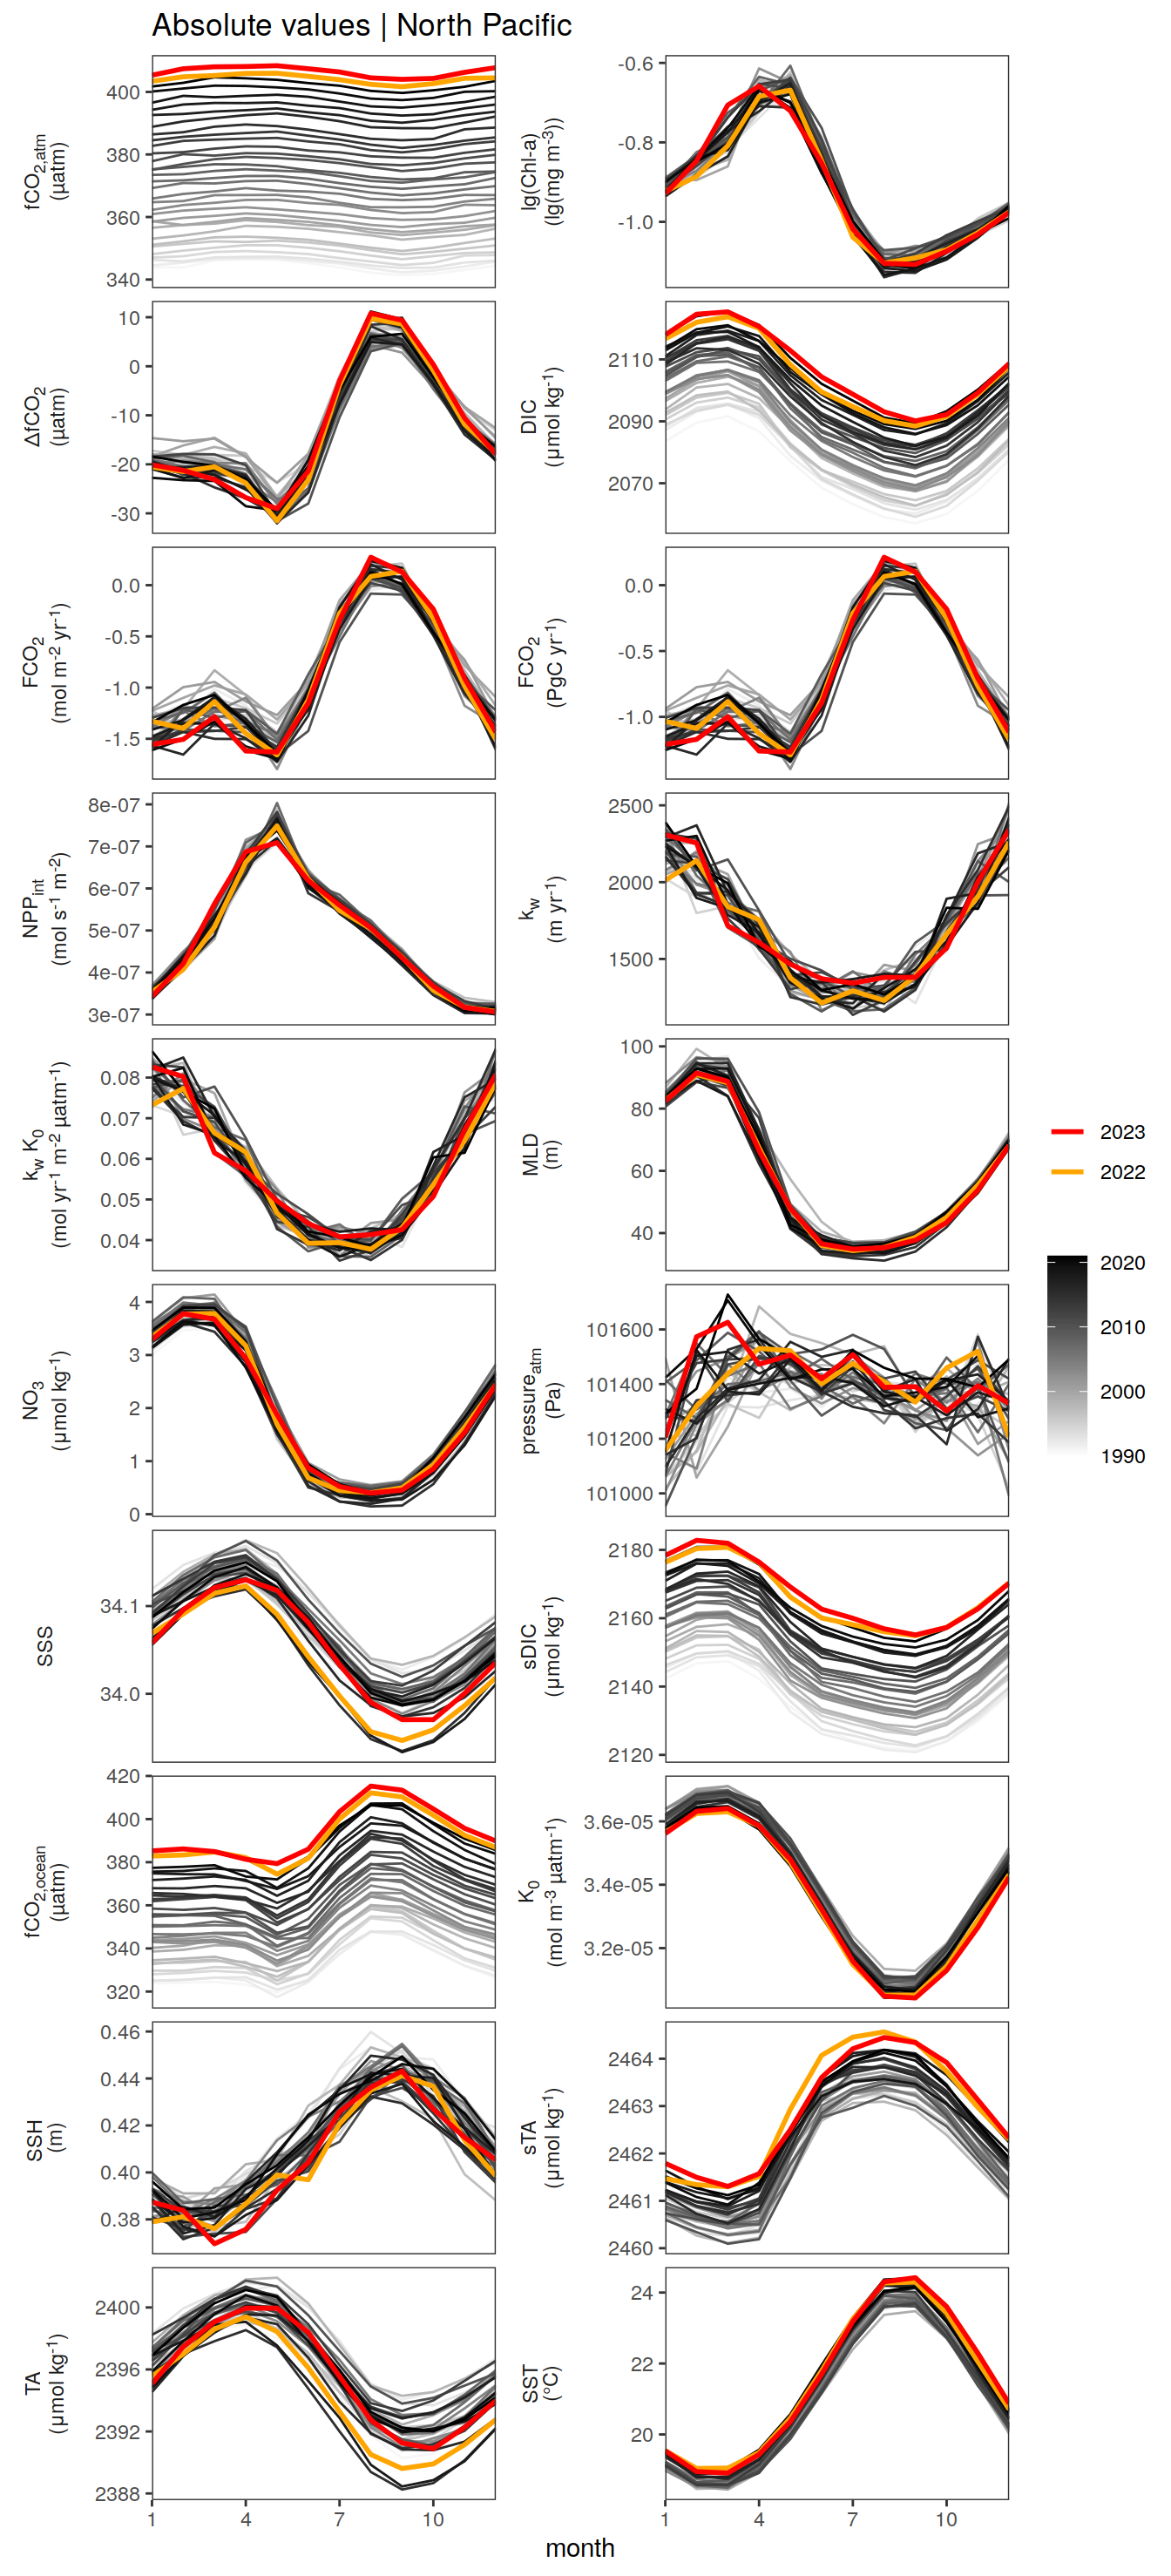 Absolute values | North Pacific
fCO2,atm
(µatm)
400
380
360
340
lg(Chl-a)
(lg(mg m-3))
-0.6
-0.8
-1.0
ΔfCO2
(µatm)
10
0
-10
-20
-30
DIC
(µmol kg-1)
2110
2090
2070
FCO2
(mol m-2 yr-1)
0.0
-0.5
-1.0
-1.5
FCO2
(PgC yr-1)
0.0
-0.5
-1.0
NPPint
(mol s-1 m-2)
8e-07
7e-07
6e-07
5e-07
4e-07
3e-07
kw
(m yr-1)
2500
2000
1500
kw K0
(mol yr-1 m-2 µatm-1)
0.08
0.07
0.06
0.05
0.04
MLD
(m)
100
80
60
40
NO3
(µmol kg-1)
4
3
2
1
0
pressureatm
(Pa)
101600
101400
101200
101000
SSS
34.1
34.0
sDIC
(µmol kg-1)
2180
2160
2140
2120
fCO2,ocean
(µatm)
420
400
380
360
340
320
K0
(mol m-3 µatm-1)
3.6e-05
3.4e-05
3.2e-05
SSH
(m)
0.46
0.44
0.42
0.40
0.38
sTA
(µmol kg-1)
2464
2463
2462
2461
2460
TA
(µmol kg-1)
2400
2396
2392
2388
SST
(°C)
24
22
20
1 4 7 10
1 4 7 10
month
2023
2022
2020
2010
2000
1990